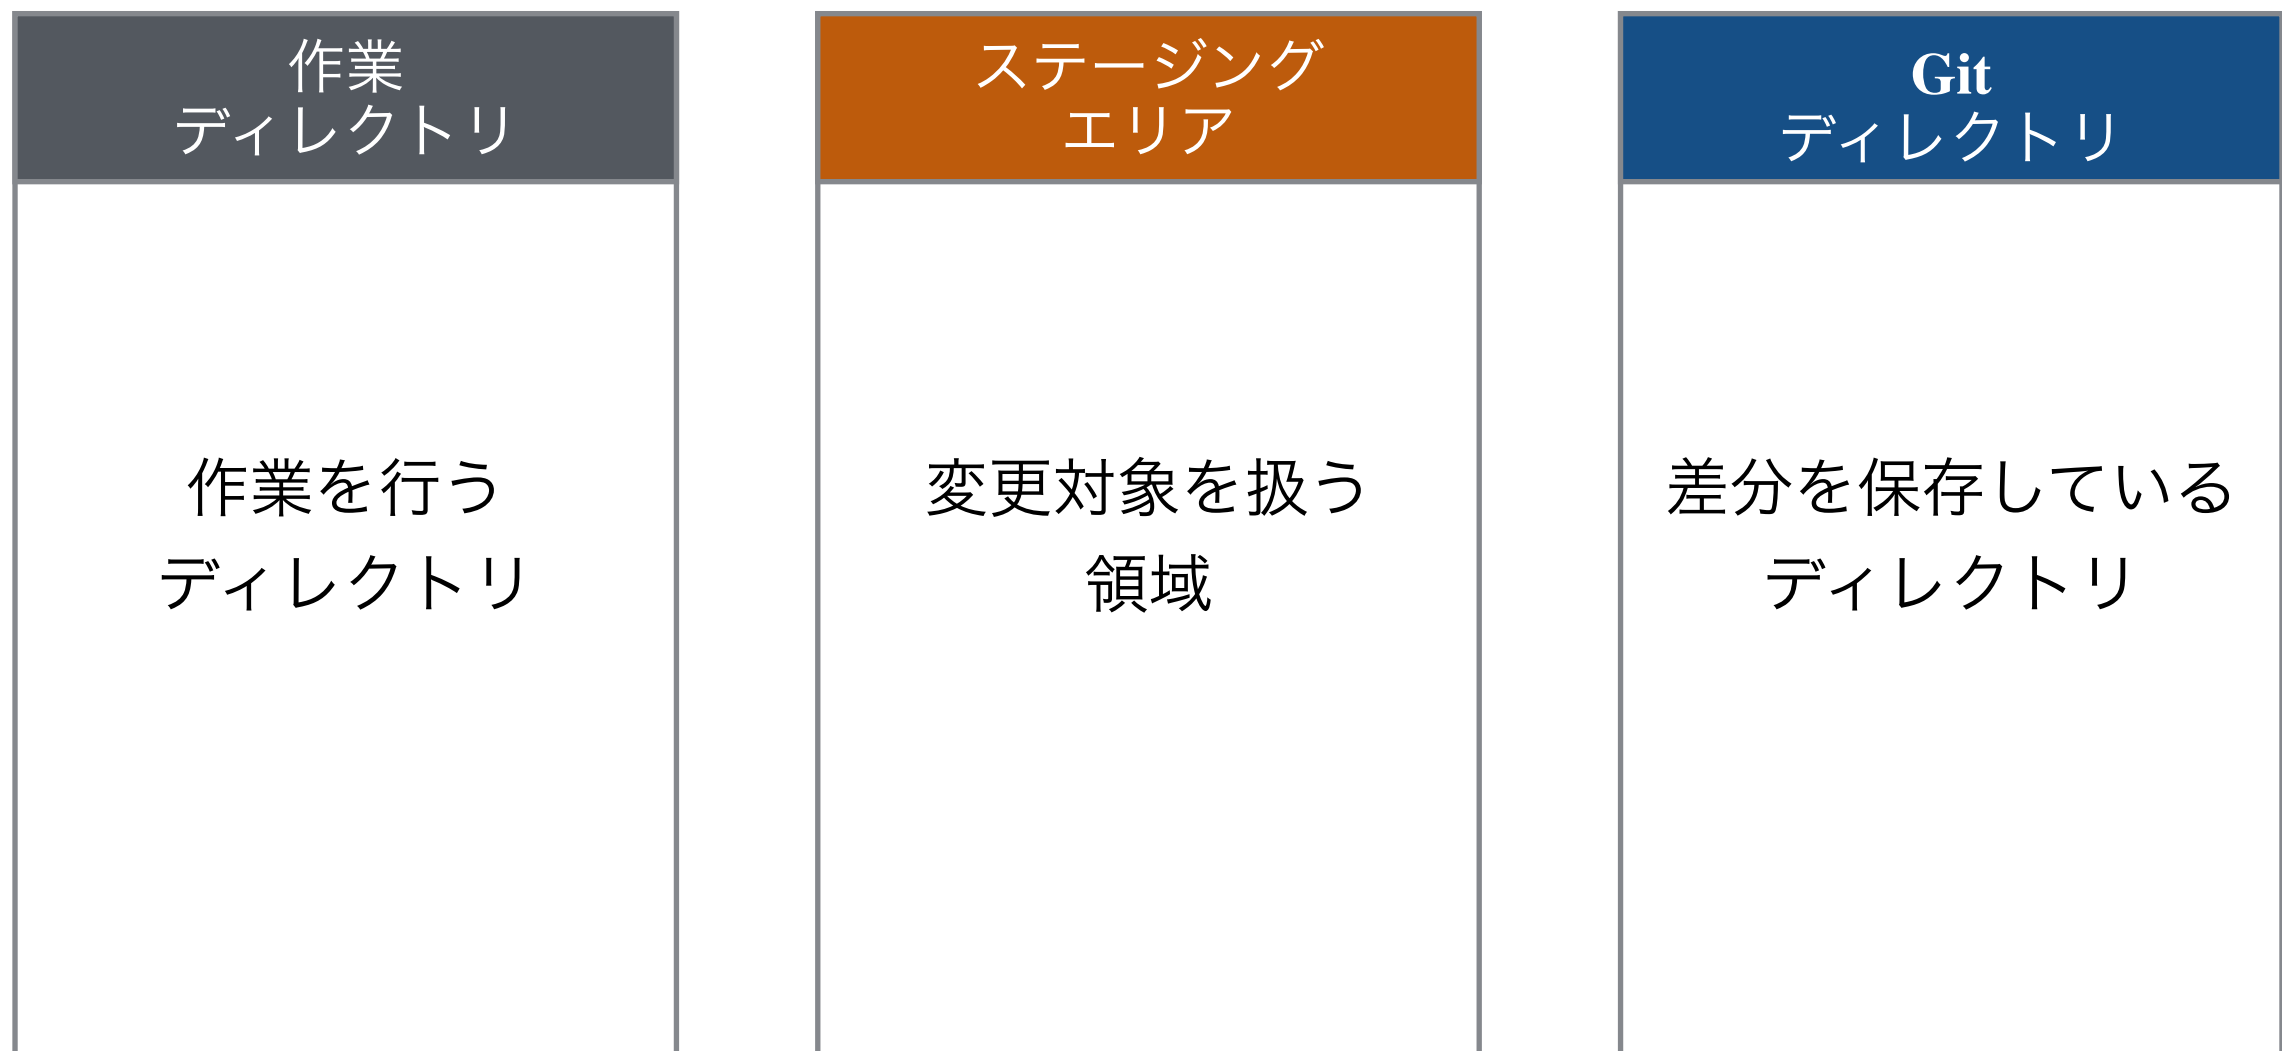 作業
ディレクトリ
ステージング
エリア
Git
ディレクトリ
作業を行う
ディレクトリ
変更対象を扱う
領域
差分を保存している
ディレクトリ